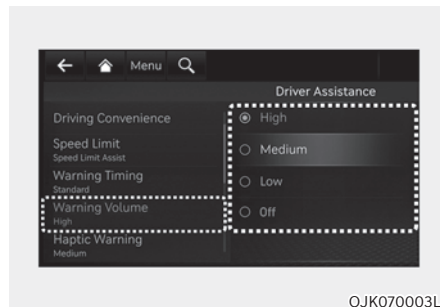 Menu
Driver Assistance
Driving Convenience
Speed Limit
Speed Limit Assist
Warning Timing
Standard
Warning Volume
High
Haptic Warning
Medium
High
Medium
Low
Off
OJK070003L